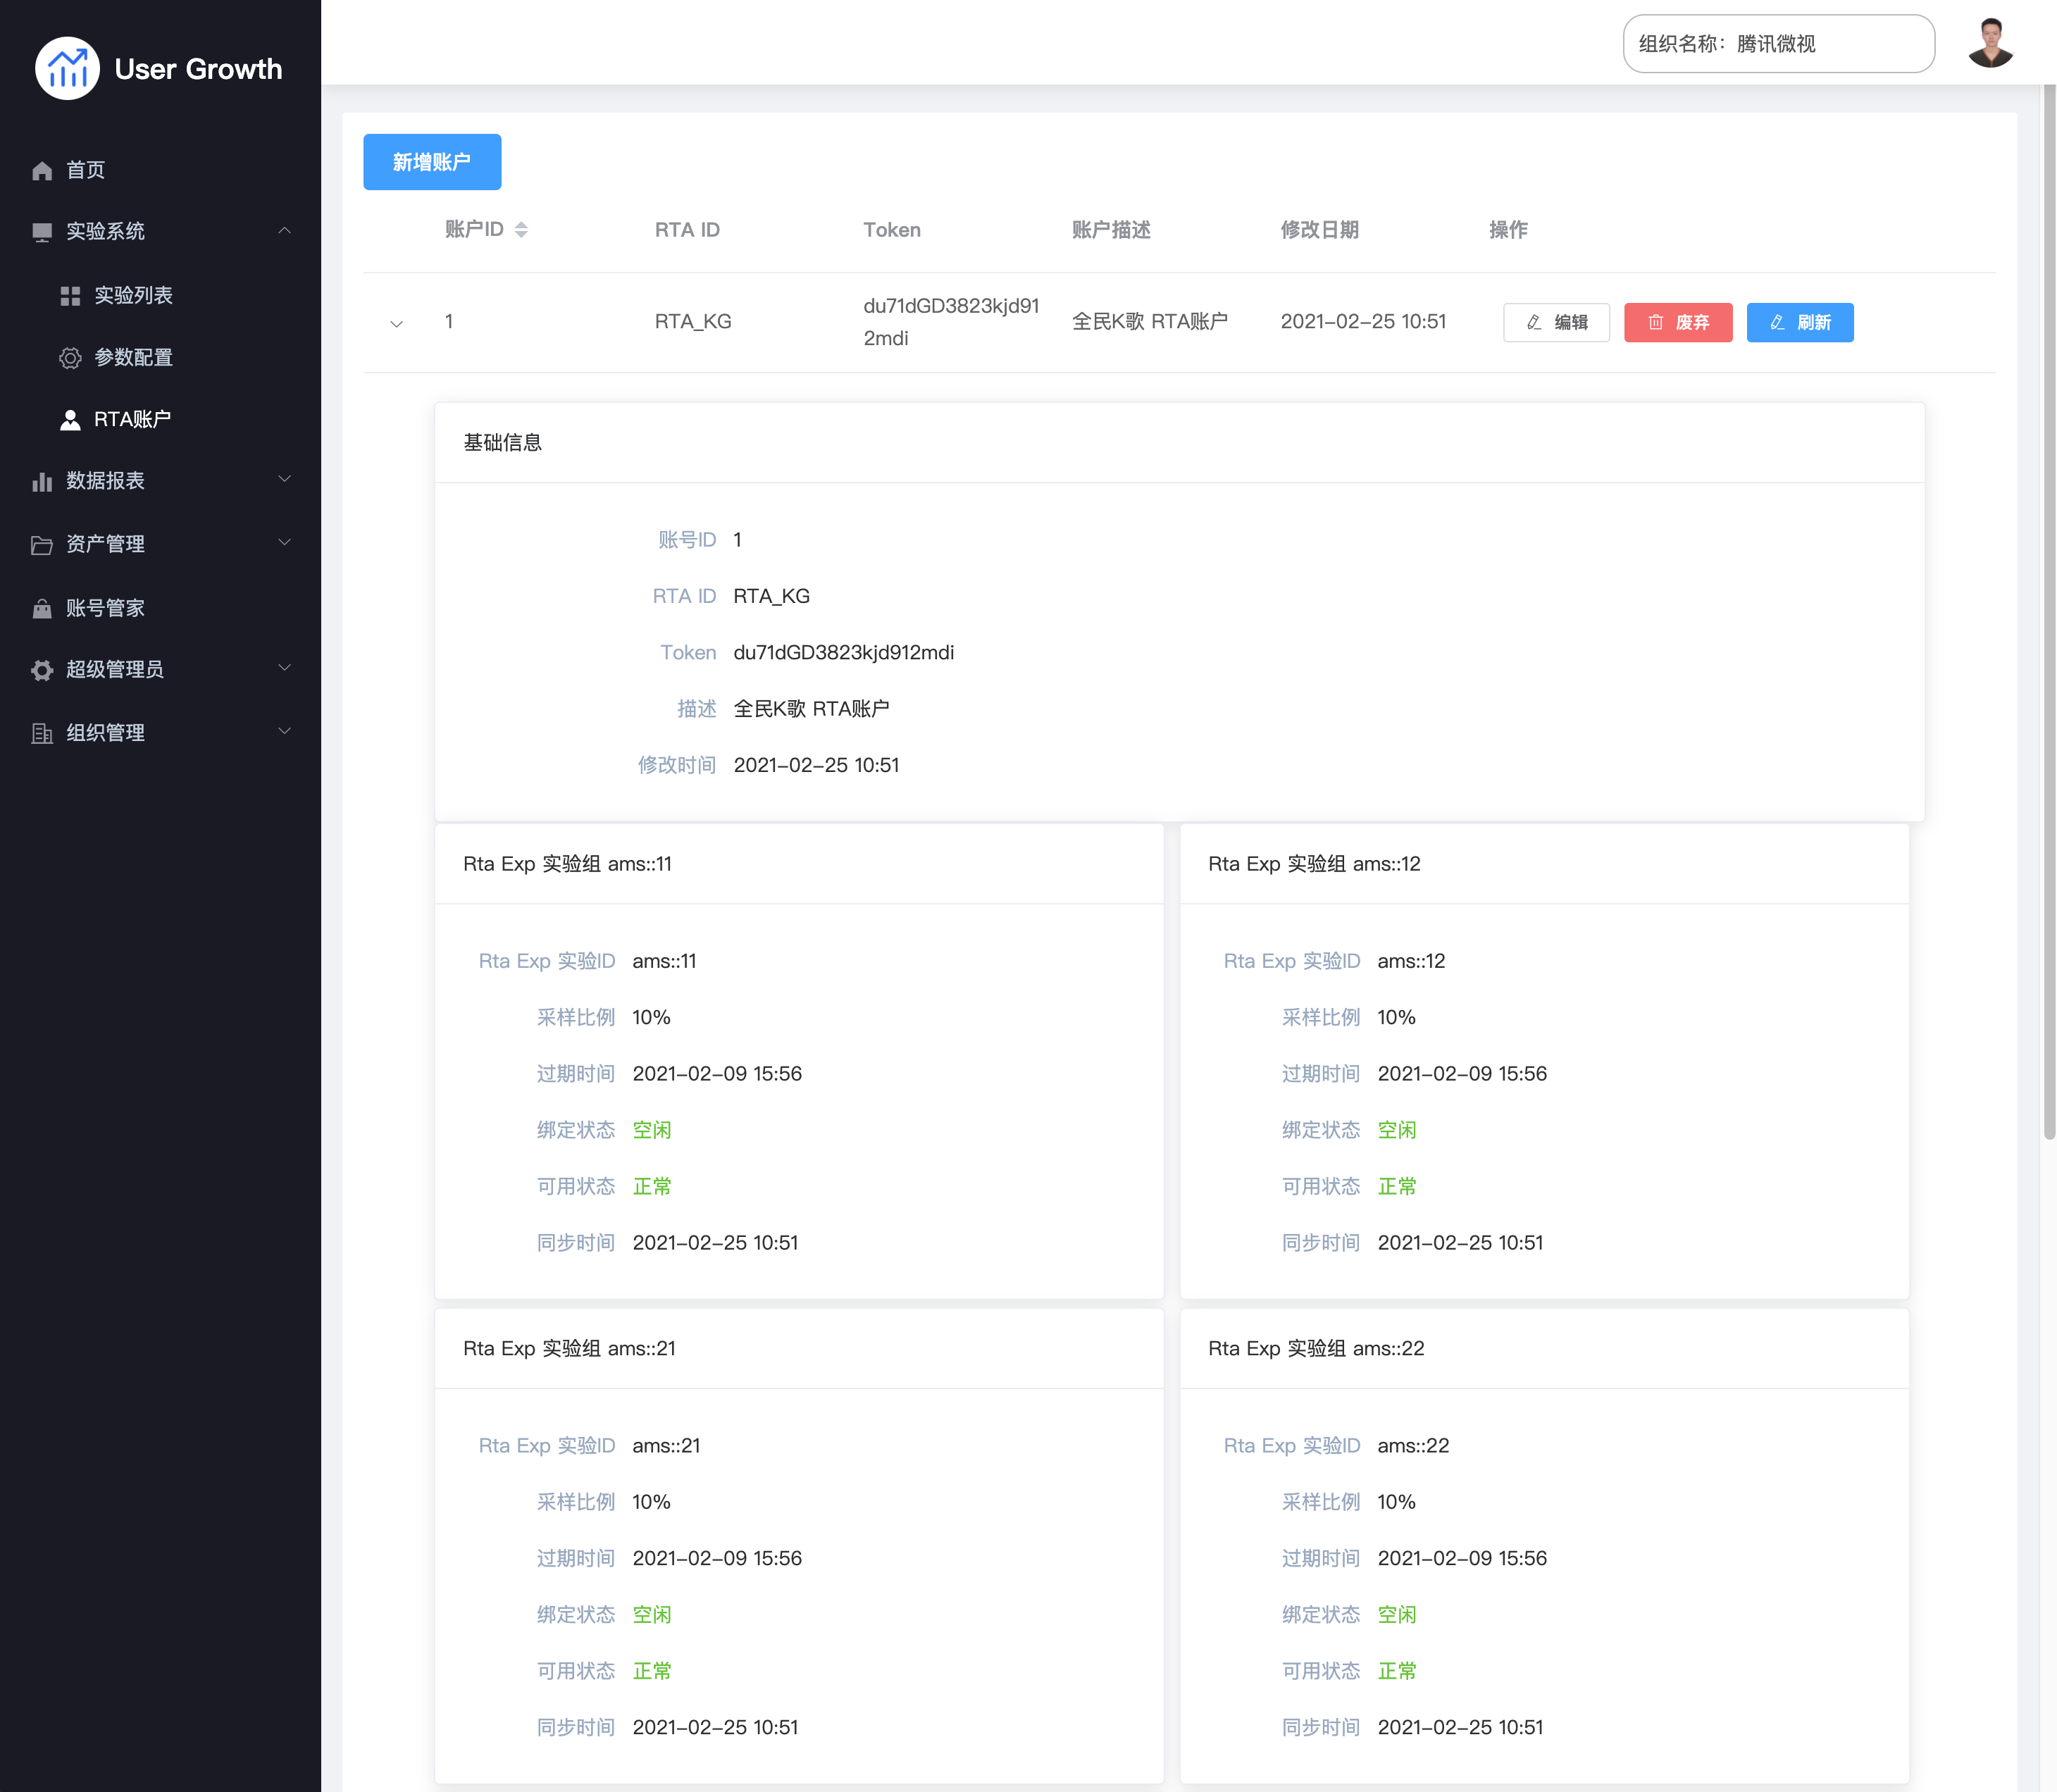 User Growth
组织名称：腾讯微视
首页
实验系统
实验列表
参数配置
RTA账户
数据报表
资产管理
账号管家
超级管理员
组织管理
新增账户
账户ID RTA ID Token 账户描述 修改日期 操作
1 RTA_KG du71dGD3823kjd91 全民K歌 RTA账户 2021-02-25 10:51 编辑 废弃 刷新
2mdi
基础信息
账号ID 1
RTA ID RTA_KG
Token du71dGD3823kjd912mdi
描述 全民K歌 RTA账户
修改时间 2021-02-25 10:51
Rta Exp 实验组 ams::11
Rta Exp 实验ID ams::11
采样比例 10%
过期时间 2021-02-09 15:56
绑定状态 空闲
可用状态 正常
同步时间 2021-02-25 10:51
Rta Exp 实验组 ams::12
Rta Exp 实验ID ams::12
采样比例 10%
过期时间 2021-02-09 15:56
绑定状态 空闲
可用状态 正常
同步时间 2021-02-25 10:51
Rta Exp 实验组 ams::21
Rta Exp 实验ID ams::21
采样比例 10%
过期时间 2021-02-09 15:56
绑定状态 空闲
可用状态 正常
同步时间 2021-02-25 10:51
Rta Exp 实验组 ams::22
Rta Exp 实验ID ams::22
采样比例 10%
过期时间 2021-02-09 15:56
绑定状态 空闲
可用状态 正常
同步时间 2021-02-25 10:51